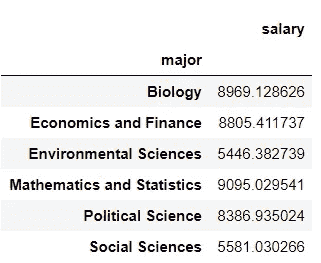 salary
major
Biology 8969.128626
Economics and Finance 8805.411737
Environmental Sciences 5446.382739
Mathematics and Statistics 9095.029541
Political Science 8386.935024
Social Sciences 5581.030266